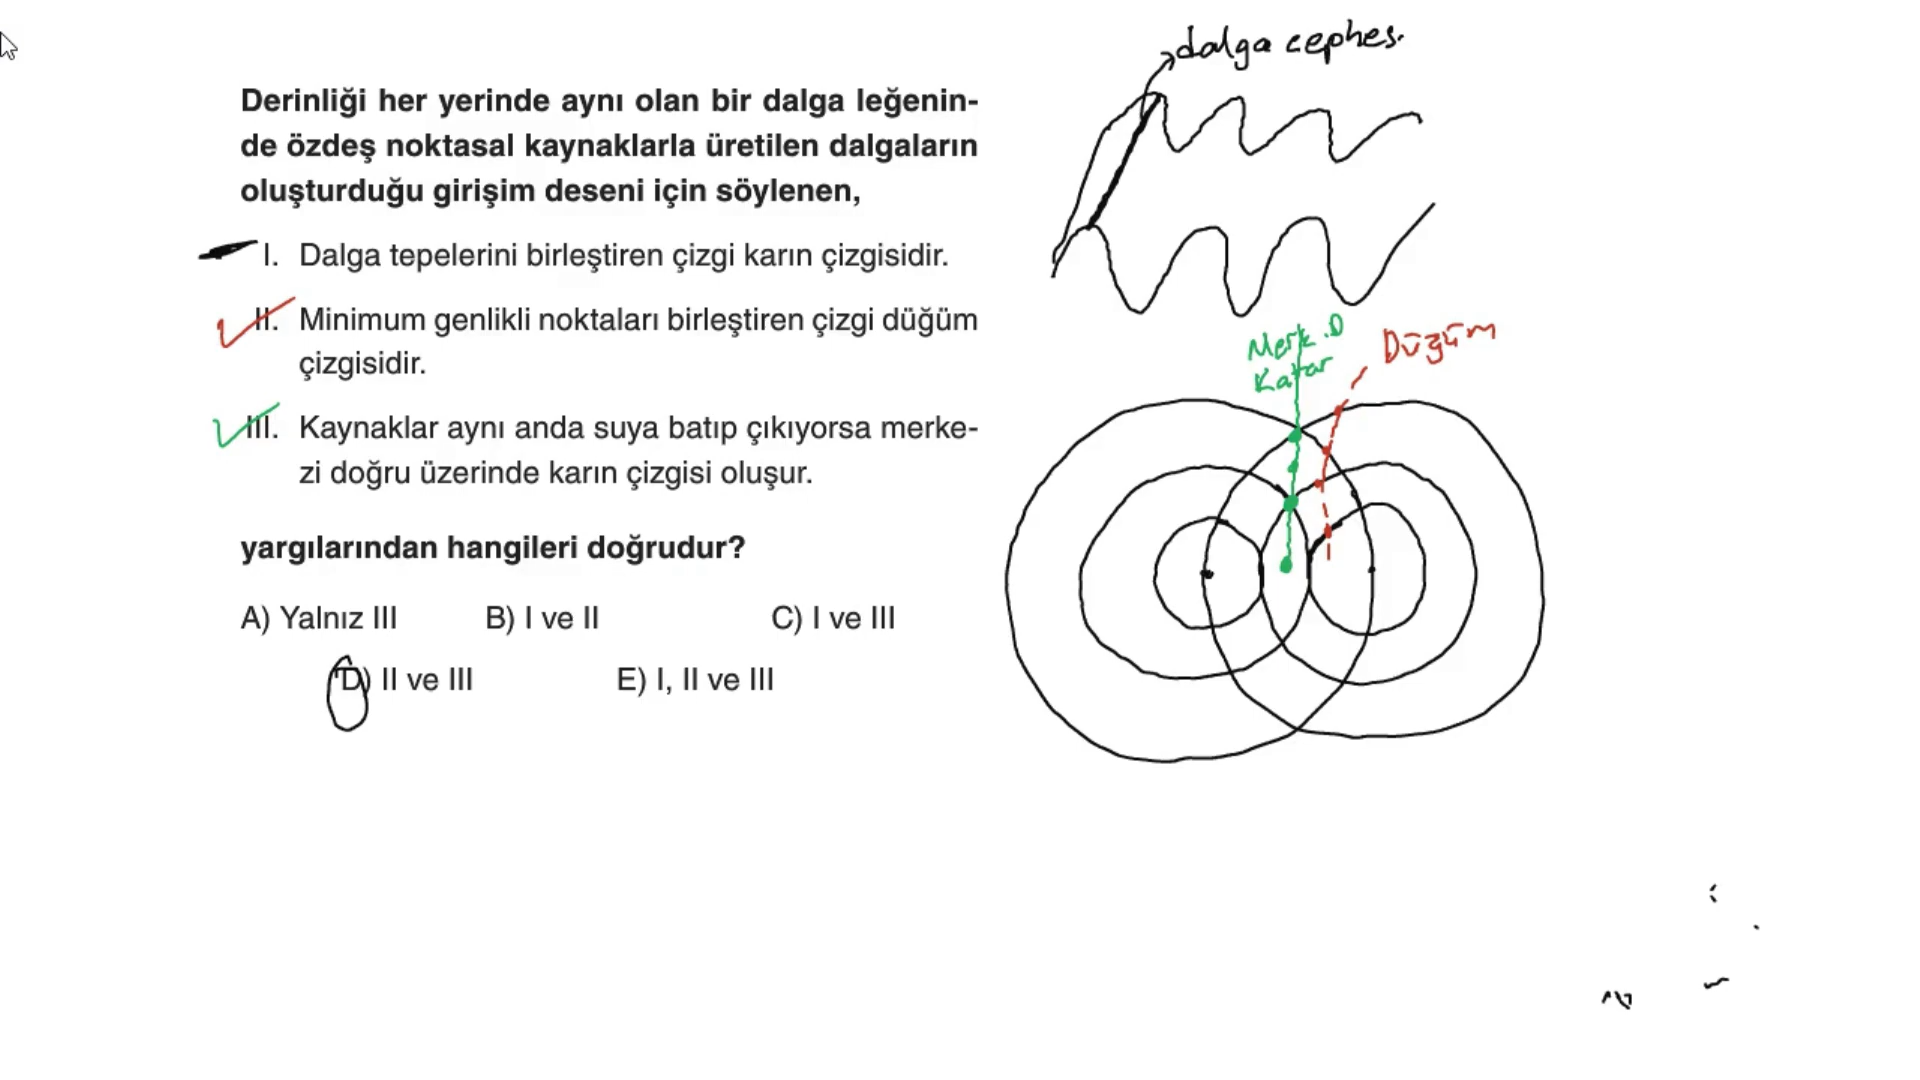 dalga cephesi
Derinliği her yerinde aynı olan bir dalga leğenin-
de özdeş noktasal kaynaklarla üretilen dalgaların
oluşturduğu girişim deseni için söylenen,
I. Dalga tepelerini birleştiren çizgi karın çizgisidir.
II. Minimum genlikli noktaları birleştiren çizgi düğüm
çizgisidir.
III. Kaynaklar aynı anda suya batıp çıkıyorsa merke-
zi doğru üzerinde karın çizgisi oluşur.
yargılarından hangileri doğrudur?
A) Yalnız III B) I ve II C) I ve III
D) II ve III E) I, II ve III
Merk.D
Katar
Düğüm